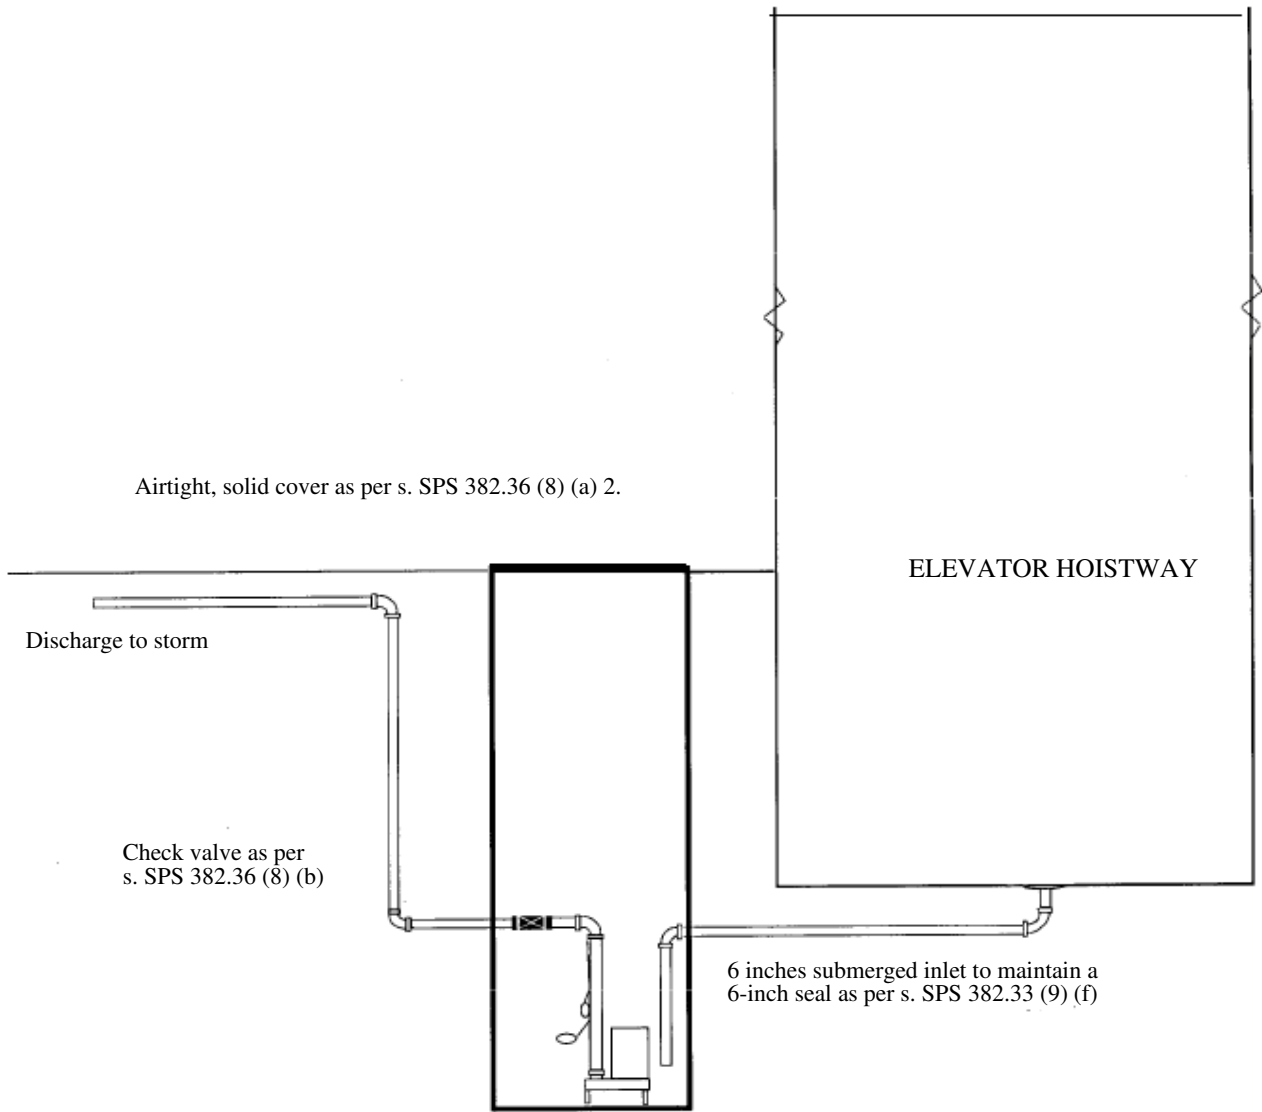 Airtight, solid cover as per s. SPS 382.36 (8) (a) 2.
ELEVATOR HOISTWAY
Discharge to storm
Check valve as per
s. SPS 382.36 (8) (b)
6 inches submerged inlet to maintain a
6-inch seal as per s. SPS 382.33 (9) (f)